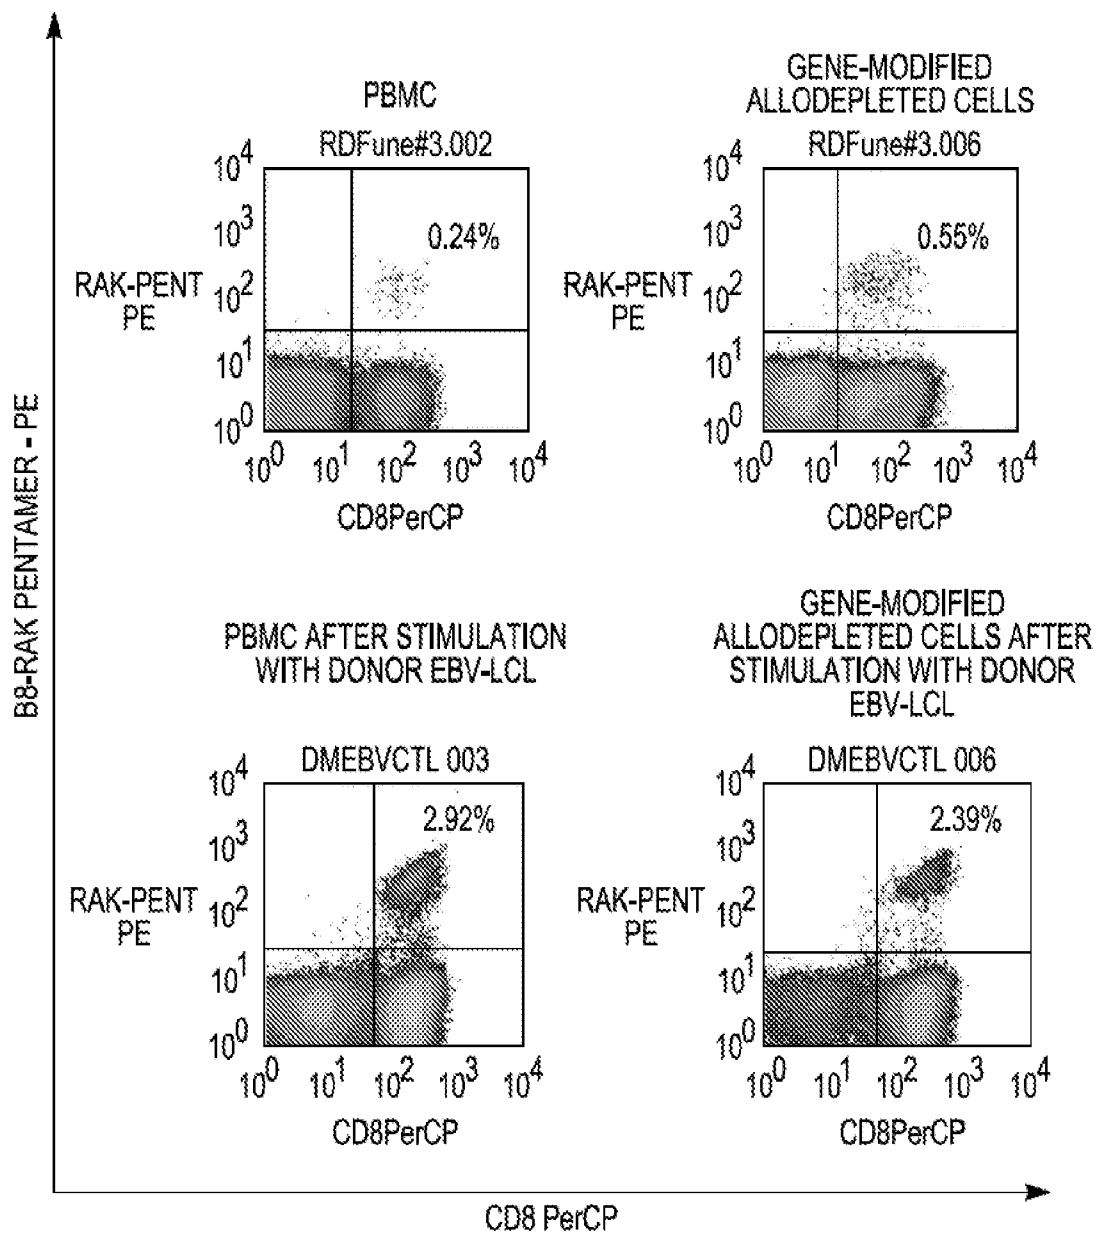 PBMC
RDFune#3.002
10^4
10^3
10^2
10^1
10^0
0.24%
RAK-PENT
PE
10^0 10^1 10^2 10^3 10^4
CD8PerCP
GENE-MODIFIED
ALLODEPLETED CELLS
RDFune#3.006
10^4
10^3
10^2
10^1
10^0
0.55%
RAK-PENT
PE
10^0 10^1 10^2 10^3 10^4
CD8PerCP
B8-RAK PENTAMER - PE
PBMC AFTER STIMULATION
WITH DONOR EBV-LCL
DMEBVCTL 003
10^4
10^3
10^2
10^1
10^0
2.92%
RAK-PENT
PE
10^0 10^1 10^2 10^3 10^4
CD8PerCP
GENE-MODIFIED
ALLODEPLETED CELLS AFTER
STIMULATION WITH DONOR
EBV-LCL
DMEBVCTL 006
10^4
10^3
10^2
10^1
10^0
2.39%
RAK-PENT
PE
10^0 10^1 10^2 10^3 10^4
CD8PerCP
CD8 PerCP